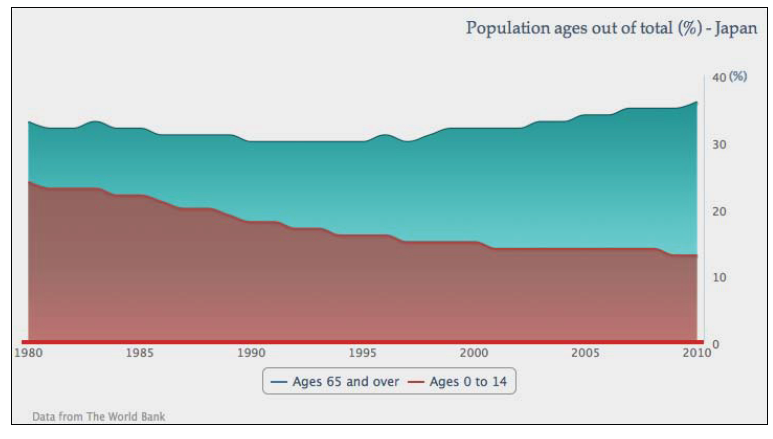 Population ages out of total (%) - Japan
40 (%)
30
20
10
0
1980 1985 1990 1995 2000 2005 2010
Ages 65 and over Ages 0 to 14
Data from The World Bank